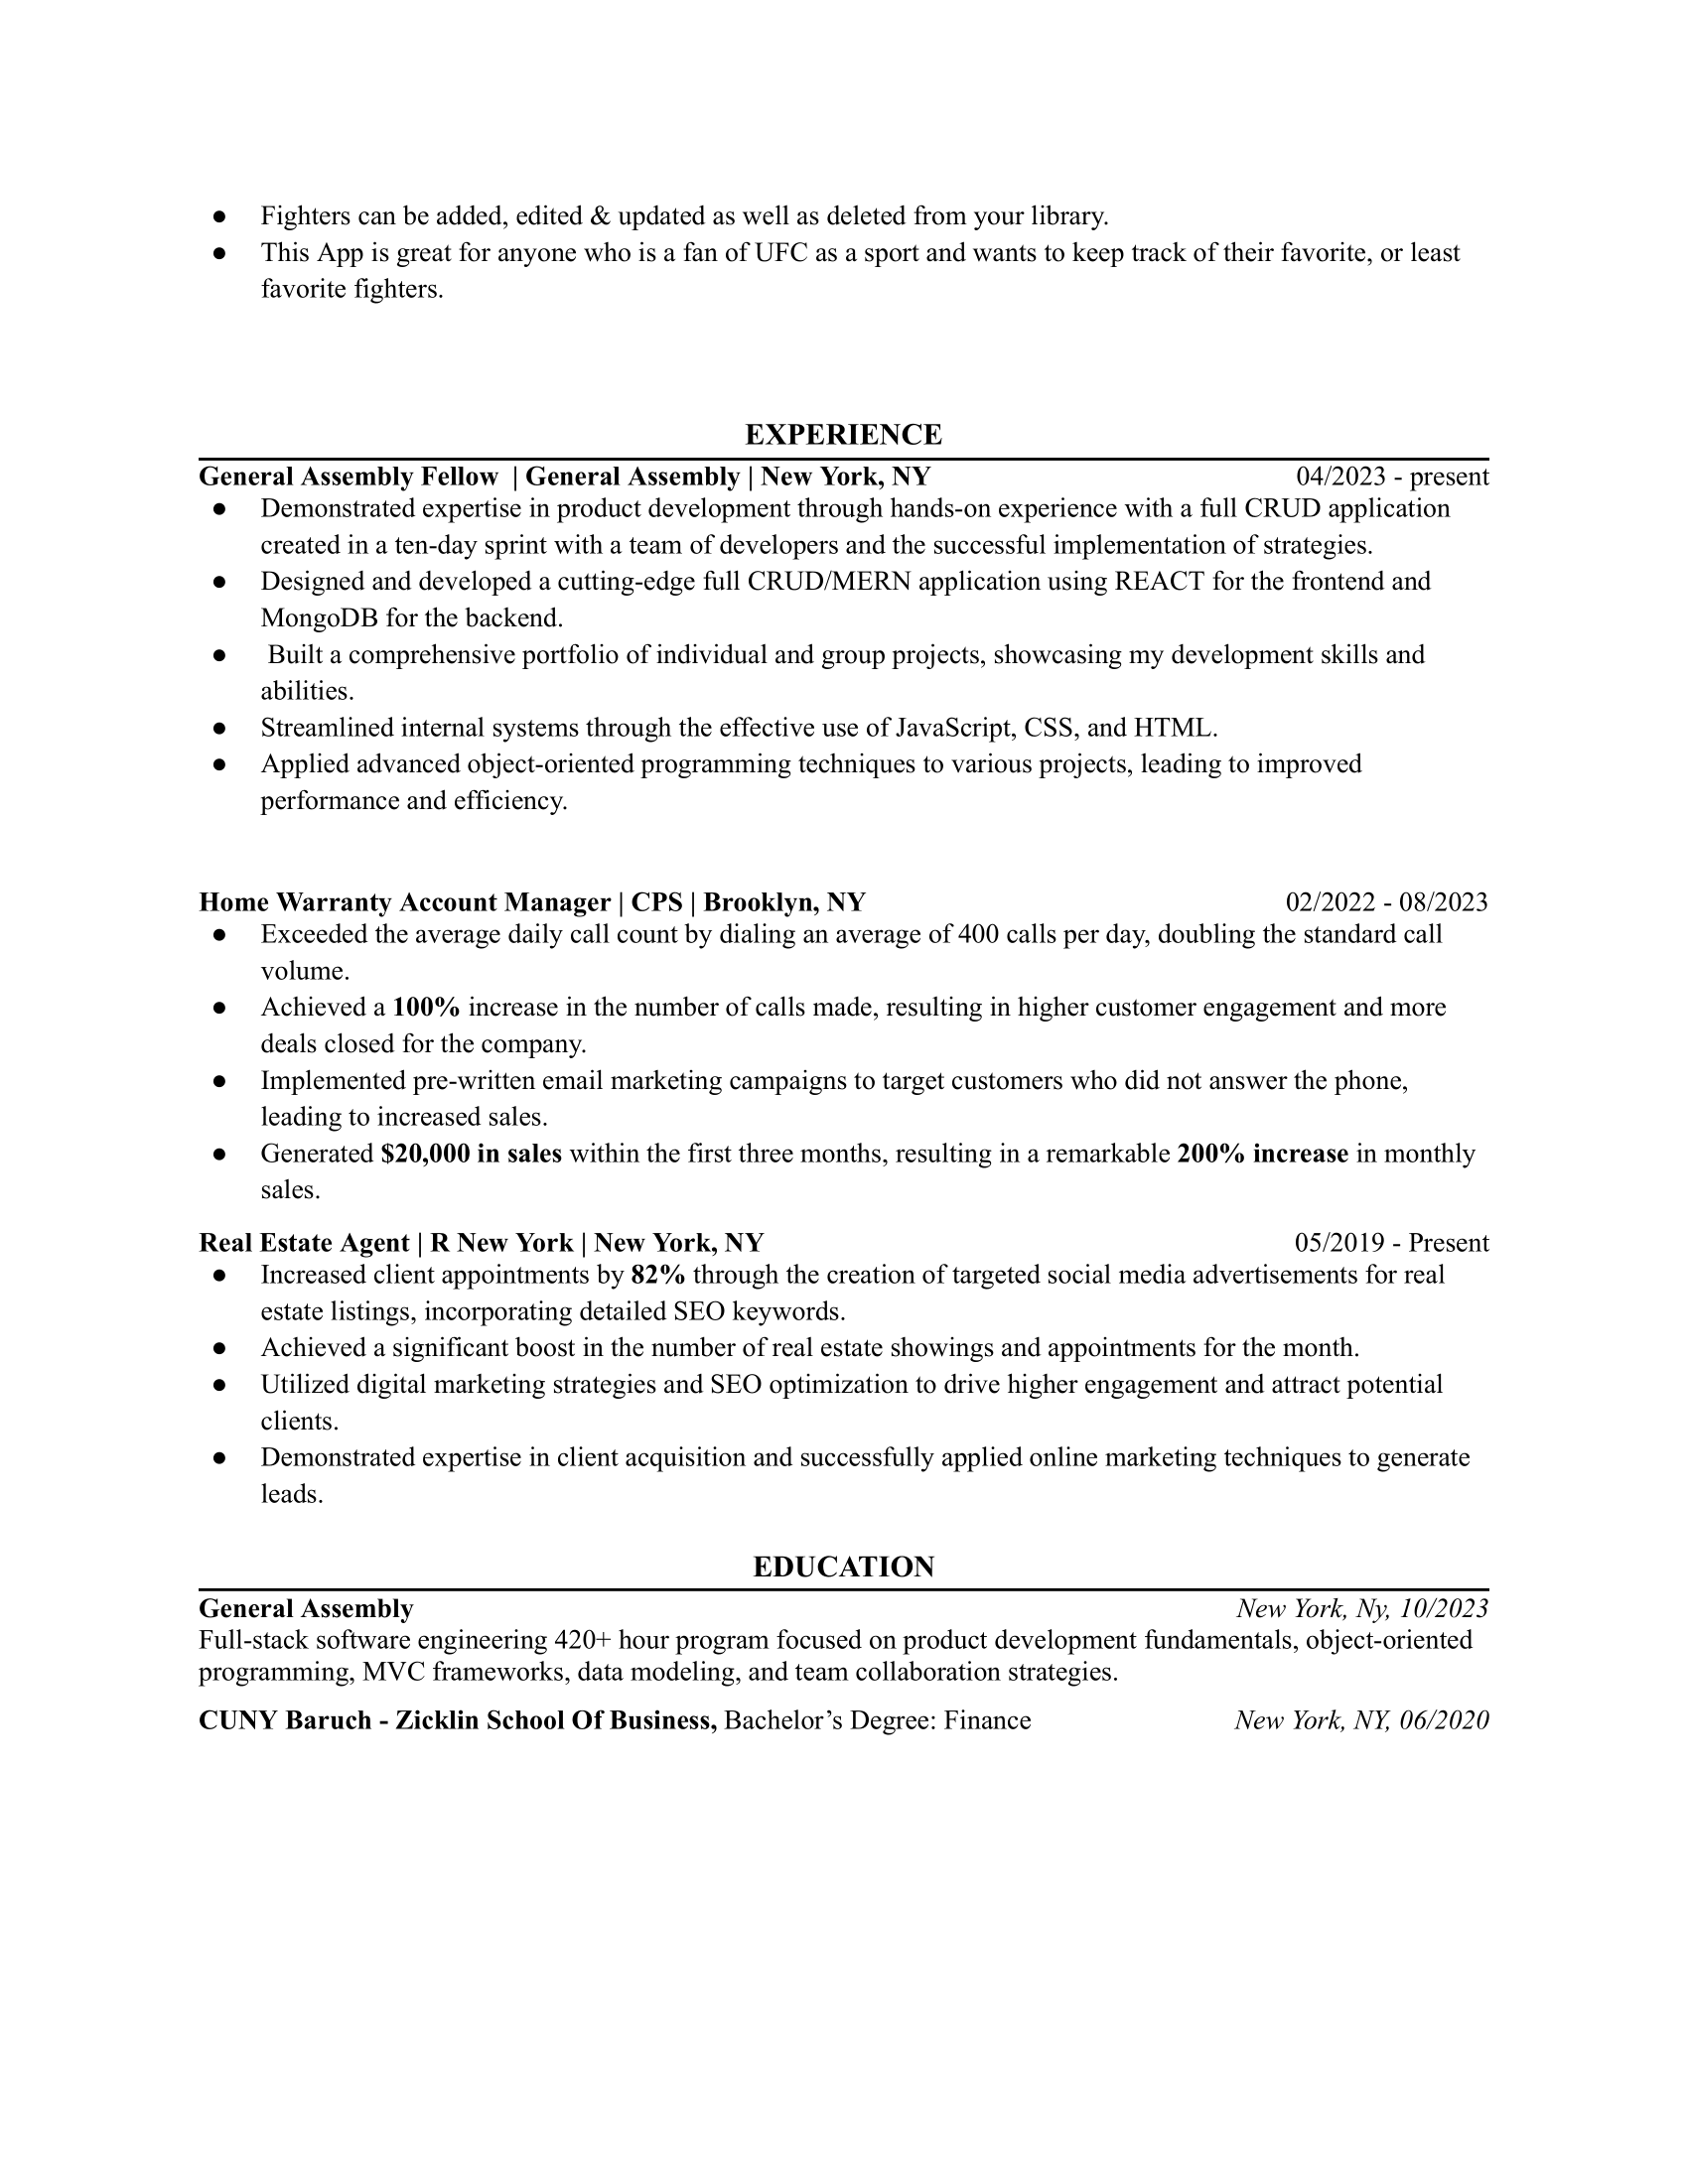 ● Fighters can be added, edited & updated as well as deleted from your library.
● This App is great for anyone who is a fan of UFC as a sport and wants to keep track of their favorite, or least
favorite fighters.
EXPERIENCE
General Assembly Fellow | General Assembly | New York, NY 04/2023 - present
● Demonstrated expertise in product development through hands-on experience with a full CRUD application
created in a ten-day sprint with a team of developers and the successful implementation of strategies.
● Designed and developed a cutting-edge full CRUD/MERN application using REACT for the frontend and
MongoDB for the backend.
● Built a comprehensive portfolio of individual and group projects, showcasing my development skills and
abilities.
● Streamlined internal systems through the effective use of JavaScript, CSS, and HTML.
● Applied advanced object-oriented programming techniques to various projects, leading to improved
performance and efficiency.
Home Warranty Account Manager | CPS | Brooklyn, NY 02/2022 - 08/2023
● Exceeded the average daily call count by dialing an average of 400 calls per day, doubling the standard call
volume.
● Achieved a 100% increase in the number of calls made, resulting in higher customer engagement and more
deals closed for the company.
● Implemented pre-written email marketing campaigns to target customers who did not answer the phone,
leading to increased sales.
● Generated $20,000 in sales within the first three months, resulting in a remarkable 200% increase in monthly
sales.
Real Estate Agent | R New York | New York, NY 05/2019 - Present
● Increased client appointments by 82% through the creation of targeted social media advertisements for real
estate listings, incorporating detailed SEO keywords.
● Achieved a significant boost in the number of real estate showings and appointments for the month.
● Utilized digital marketing strategies and SEO optimization to drive higher engagement and attract potential
clients.
● Demonstrated expertise in client acquisition and successfully applied online marketing techniques to generate
leads.
EDUCATION
General Assembly New York, Ny, 10/2023
Full-stack software engineering 420+ hour program focused on product development fundamentals, object-oriented
programming, MVC frameworks, data modeling, and team collaboration strategies.
CUNY Baruch - Zicklin School Of Business, Bachelor’s Degree: Finance New York, NY, 06/2020